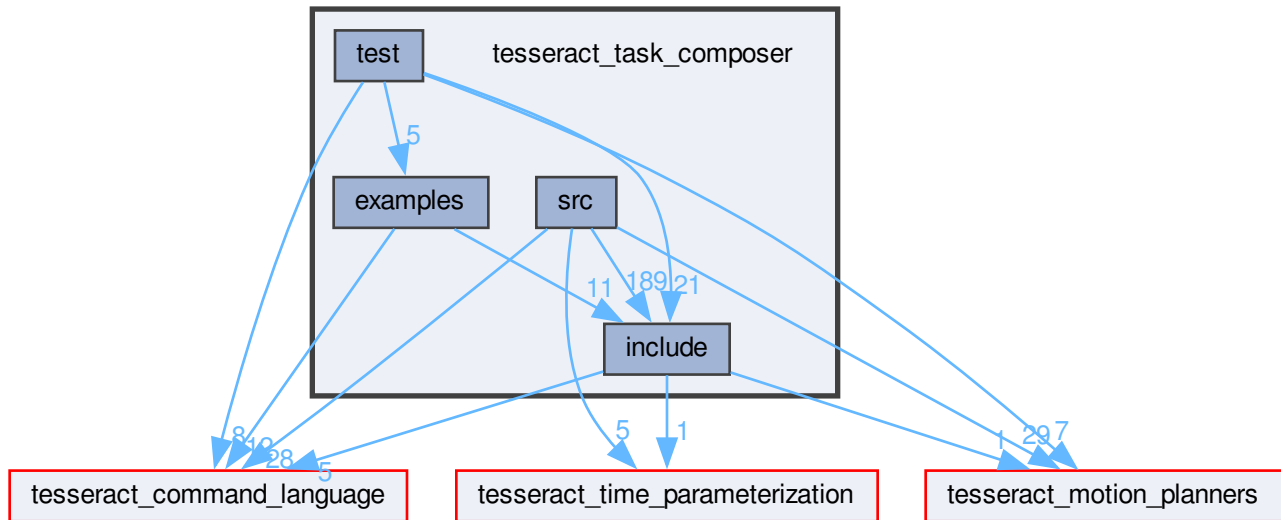 test
tesseract_task_composer
5
examples
src
11
189
21
include
8
12
28
5
5
1
1
29
7
tesseract_command_language
tesseract_time_parameterization
tesseract_motion_planners